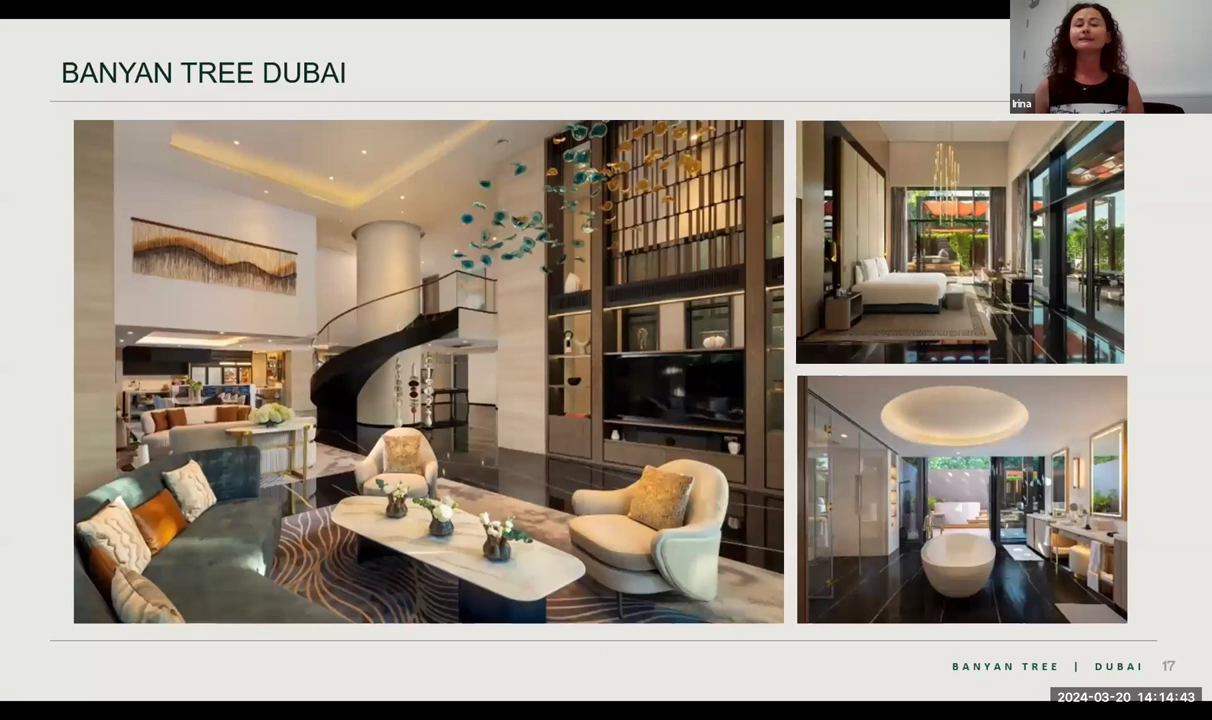 BANYAN TREE DUBAI
Irina
BANYAN TREE | DUBAI 17
2024-03-20 14:14:43